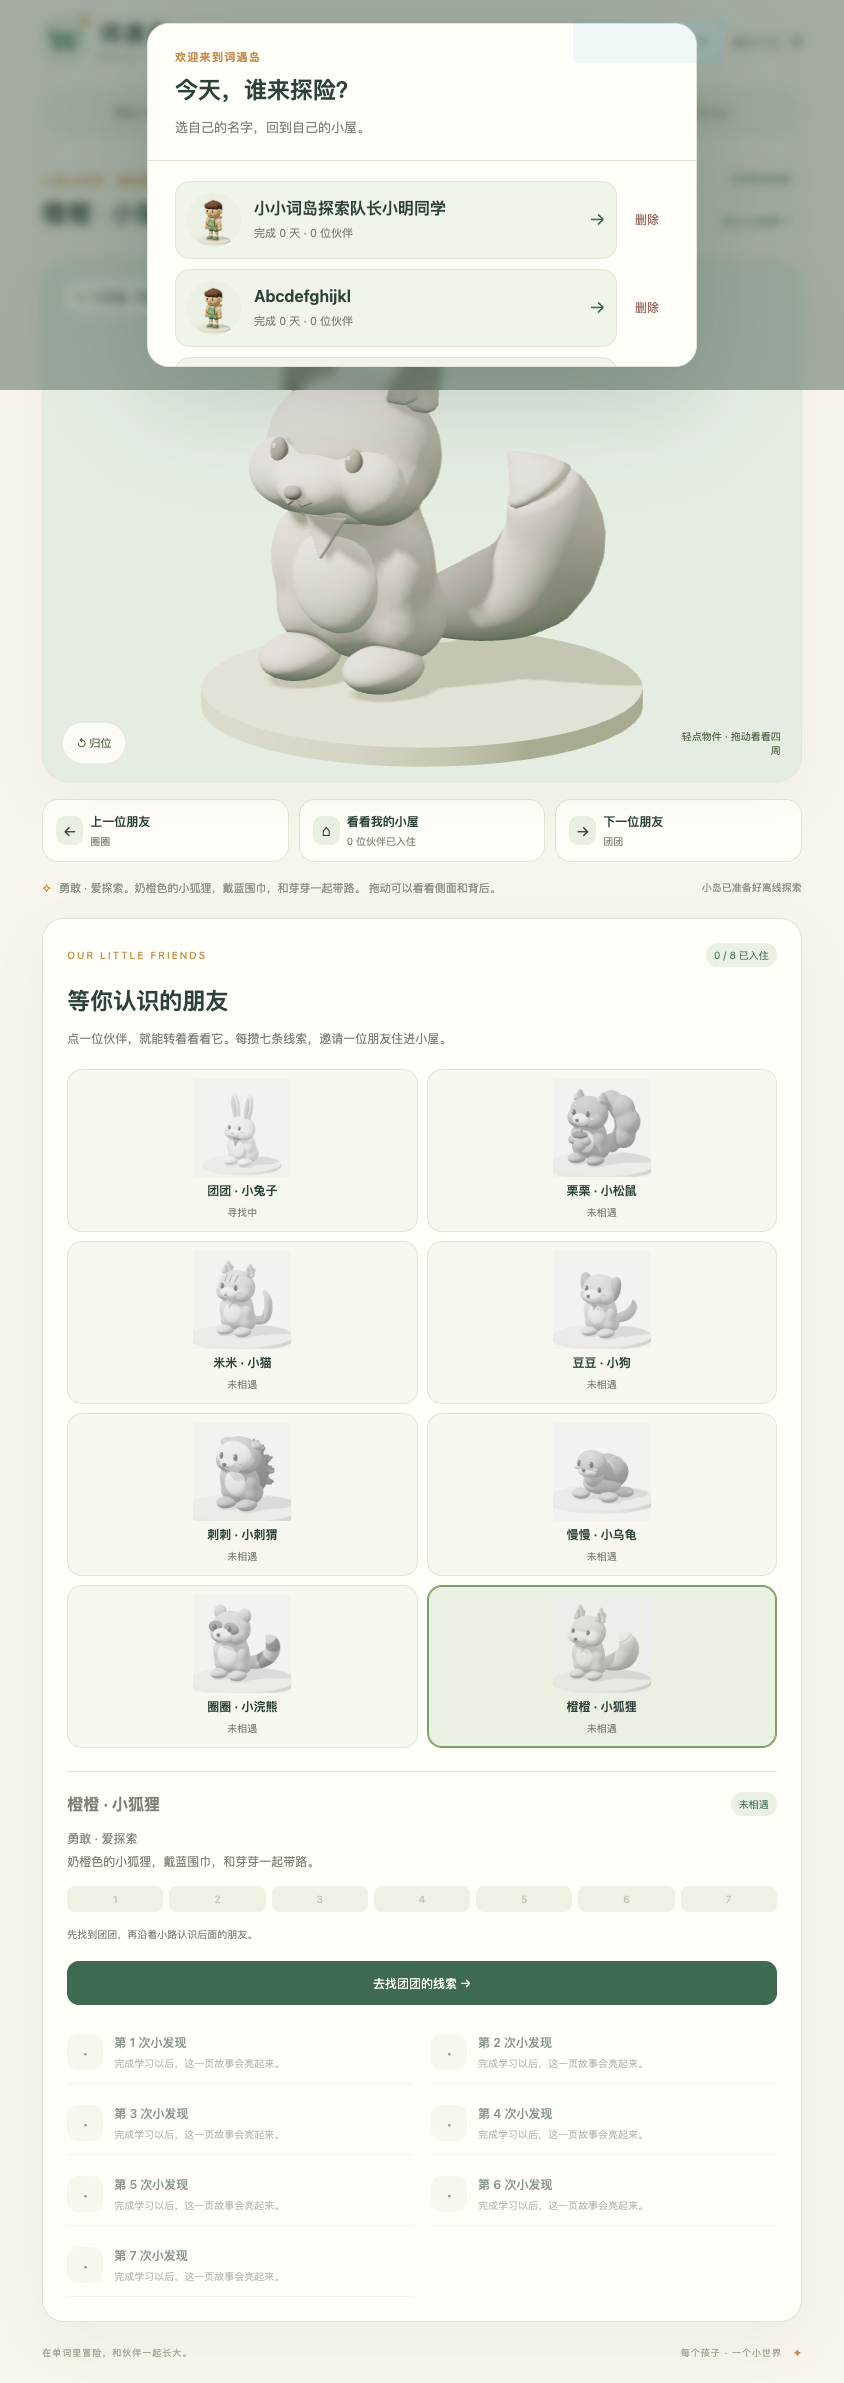 欢迎来到词遇岛
今天，谁来探险？
选自己的名字，回到自己的小屋。
小小词岛探索队长小明同学
完成 0 天 · 0 位伙伴
→
删除
Abcdefghijkl
完成 0 天 · 0 位伙伴
→
删除
归位
轻点物件 · 拖动看看四
周
← 上一位朋友
圈圈
看看我的小屋
0 位伙伴已入住
→ 下一位朋友
团团
勇敢 · 爱探索。奶橙色的小狐狸，戴蓝围巾，和芽芽一起带路。 拖动可以看看侧面和背后。
小岛已准备好离线探索
OUR LITTLE FRIENDS
0 / 8 已入住
等你认识的朋友
点一位伙伴，就能转着看看它。每攒七条线索，邀请一位朋友住进小屋。
团团 · 小兔子
寻找中
栗栗 · 小松鼠
未相遇
米米 · 小猫
未相遇
豆豆 · 小狗
未相遇
刺刺 · 小刺猬
未相遇
慢慢 · 小乌龟
未相遇
圈圈 · 小浣熊
未相遇
橙橙 · 小狐狸
未相遇
橙橙 · 小狐狸
未相遇
勇敢 · 爱探索
奶橙色的小狐狸，戴蓝围巾，和芽芽一起带路。
1 2 3 4 5 6 7
先找到团团，再沿着小路认识后面的朋友。
去找团团的线索 →
第 1 次小发现
完成学习以后，这一页故事会亮起来。
第 2 次小发现
完成学习以后，这一页故事会亮起来。
第 3 次小发现
完成学习以后，这一页故事会亮起来。
第 4 次小发现
完成学习以后，这一页故事会亮起来。
第 5 次小发现
完成学习以后，这一页故事会亮起来。
第 6 次小发现
完成学习以后，这一页故事会亮起来。
第 7 次小发现
完成学习以后，这一页故事会亮起来。
在单词里冒险，和伙伴一起长大。
每个孩子 · 一个小世界